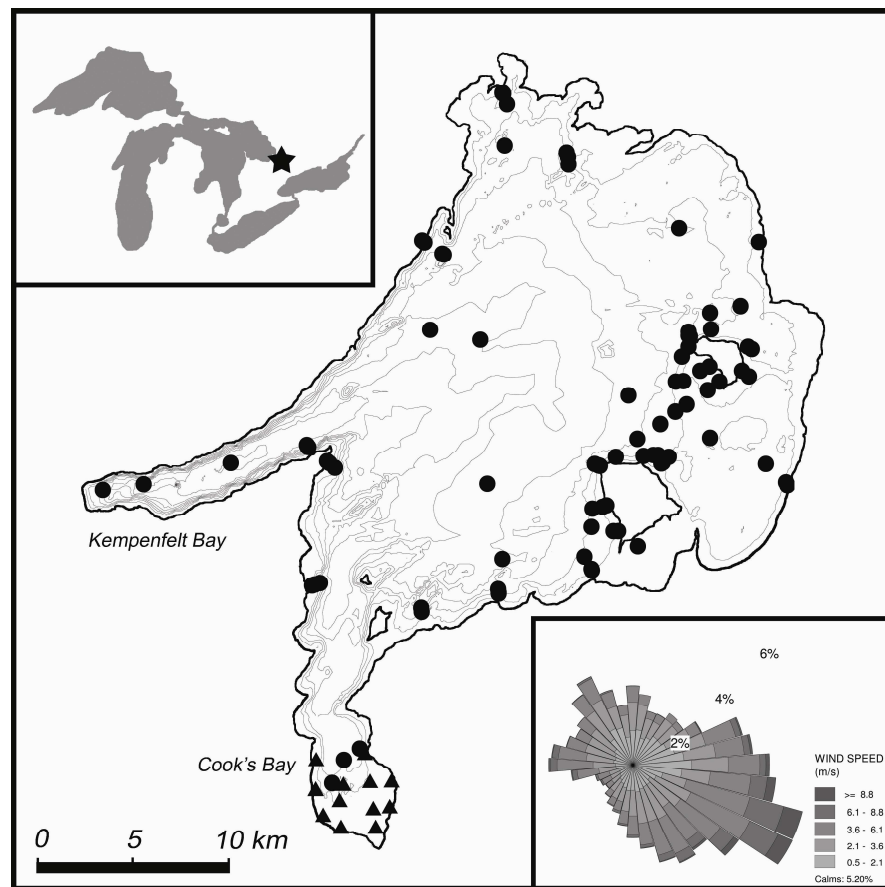 Kempenfelt Bay
Cook's Bay
0 5 10 km
6%
4%
2%
WIND SPEED
(m/s)
>= 8.8
6.1 - 8.8
3.6 - 6.1
2.1 - 3.6
0.5 - 2.1
Calms: 5.20%